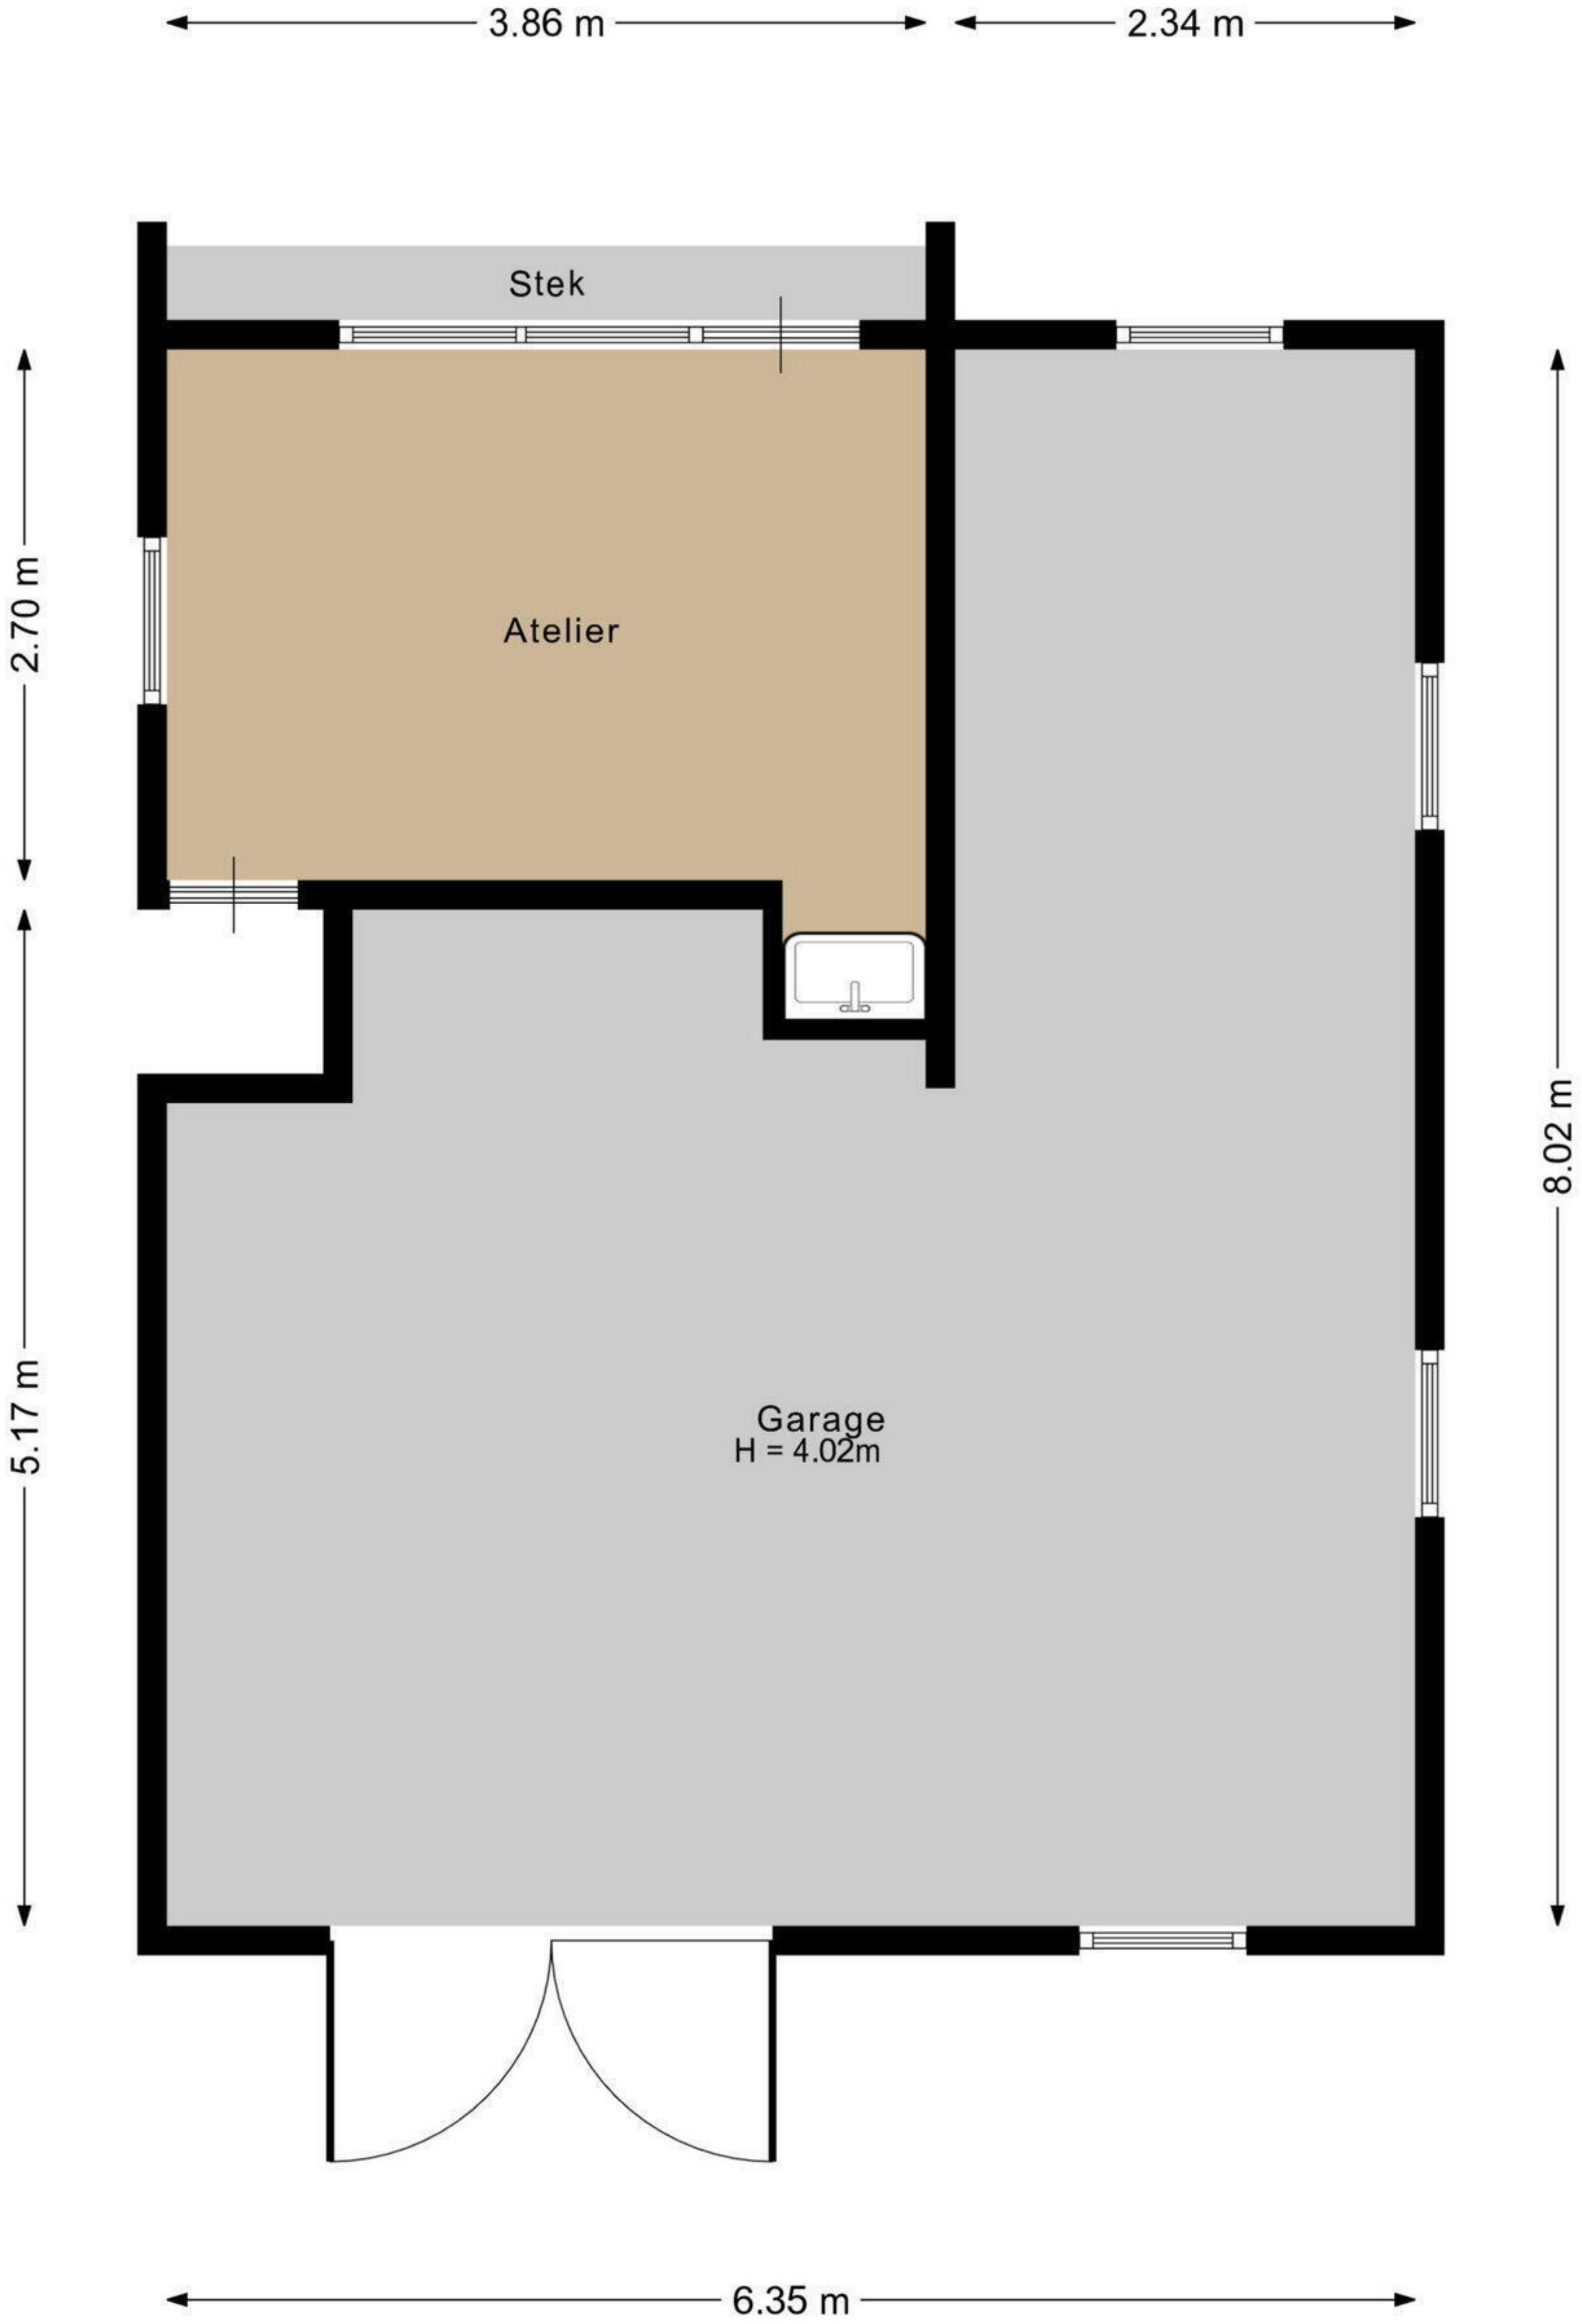 3.86 m
2.34 m
Stek
2.70 m
Atelier
8.02 m
5.17 m
Garage
H = 4.02m
6.35 m